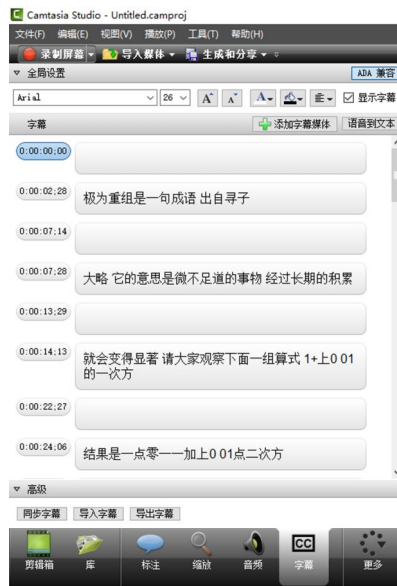 Camtasia Studio - Untitled.camproj
文件(F) 编辑(E) 视图(V) 播放(P) 工具(T) 帮助(H)
录制屏幕 导入媒体 生成和分享
全局设置 ADA 兼容
Arial 26 A A A 显示字幕
字幕 添加字幕媒体 语音到文本
0:00:00;00
0:00:02;28 极为重组是一句成语 出自寻子
0:00:07;14
0:00:07;28 大略 它的意思是微不足道的事物 经过长期的积累
0:00:13;29
0:00:14;13 就会变得显著 请大家观察下面一组算式 1+上0 01
的一次方
0:00:22;27
0:00:24;06 结果是一点零一一加上0 01点二次方
高级
同步字幕 导入字幕 导出字幕
CC
剪辑箱 库 标注 缩放 音频 字幕 更多